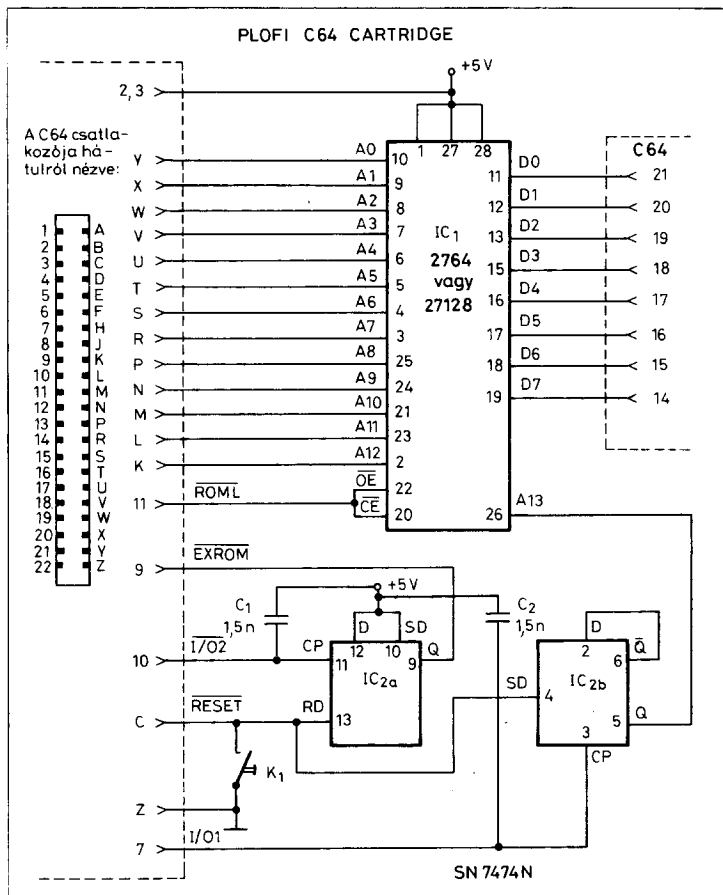 PLOFI C64 CARTRIDGE
+5V
2,3
A C64 csatla-
kozója há-
tulról nézve:
1 A
2 B
3 C
4 D
5 E
6 F
7 H
8 J
9 K
10 L
11 M
12 N
13 P
14 R
15 S
16 T
17 U
18 V
19 W
20 X
21 Y
22 Z
1 27 28
Y A0 10
X A1 9
W A2 8
V A3 7
U A4 6
T A5 5
S A6 4
R A7 3
P A8 25
N A9 24
M A10 21
L A11 23
K A12 2
11 ROML OE 22
CE 20
IC1
2764
vagy
27128
C64
11 D0 21
12 D1 20
13 D2 19
15 D3 18
16 D4 17
17 D5 16
18 D6 15
19 D7 14
26 A13
9 EXROM
+5V
C1
1,5n
C2
1,5n
D SD
12 10
10 I/O2 CP 11
9 Q
IC2a
C RESET RD 13
K1
Z
7 I/O1
D
2
Q
6
SD 4
IC2b
5 Q
3
CP
SN 7474N